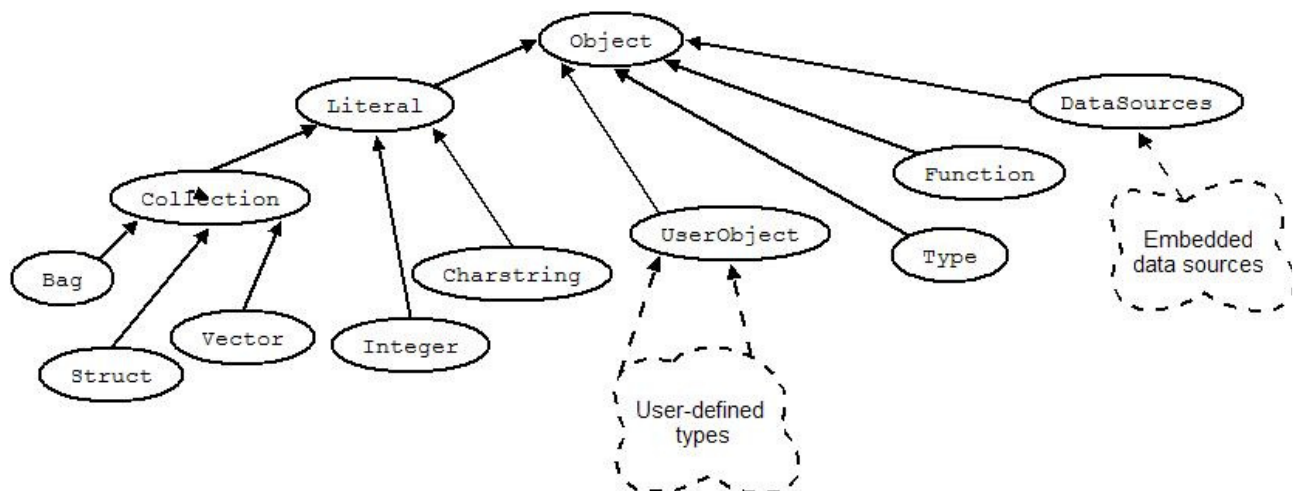 Object
Literal
DataSources
Collection
Function
UserObject
Type
Embedded
data sources
Bag
Charstring
Vector
Integer
Struct
User-defined
types